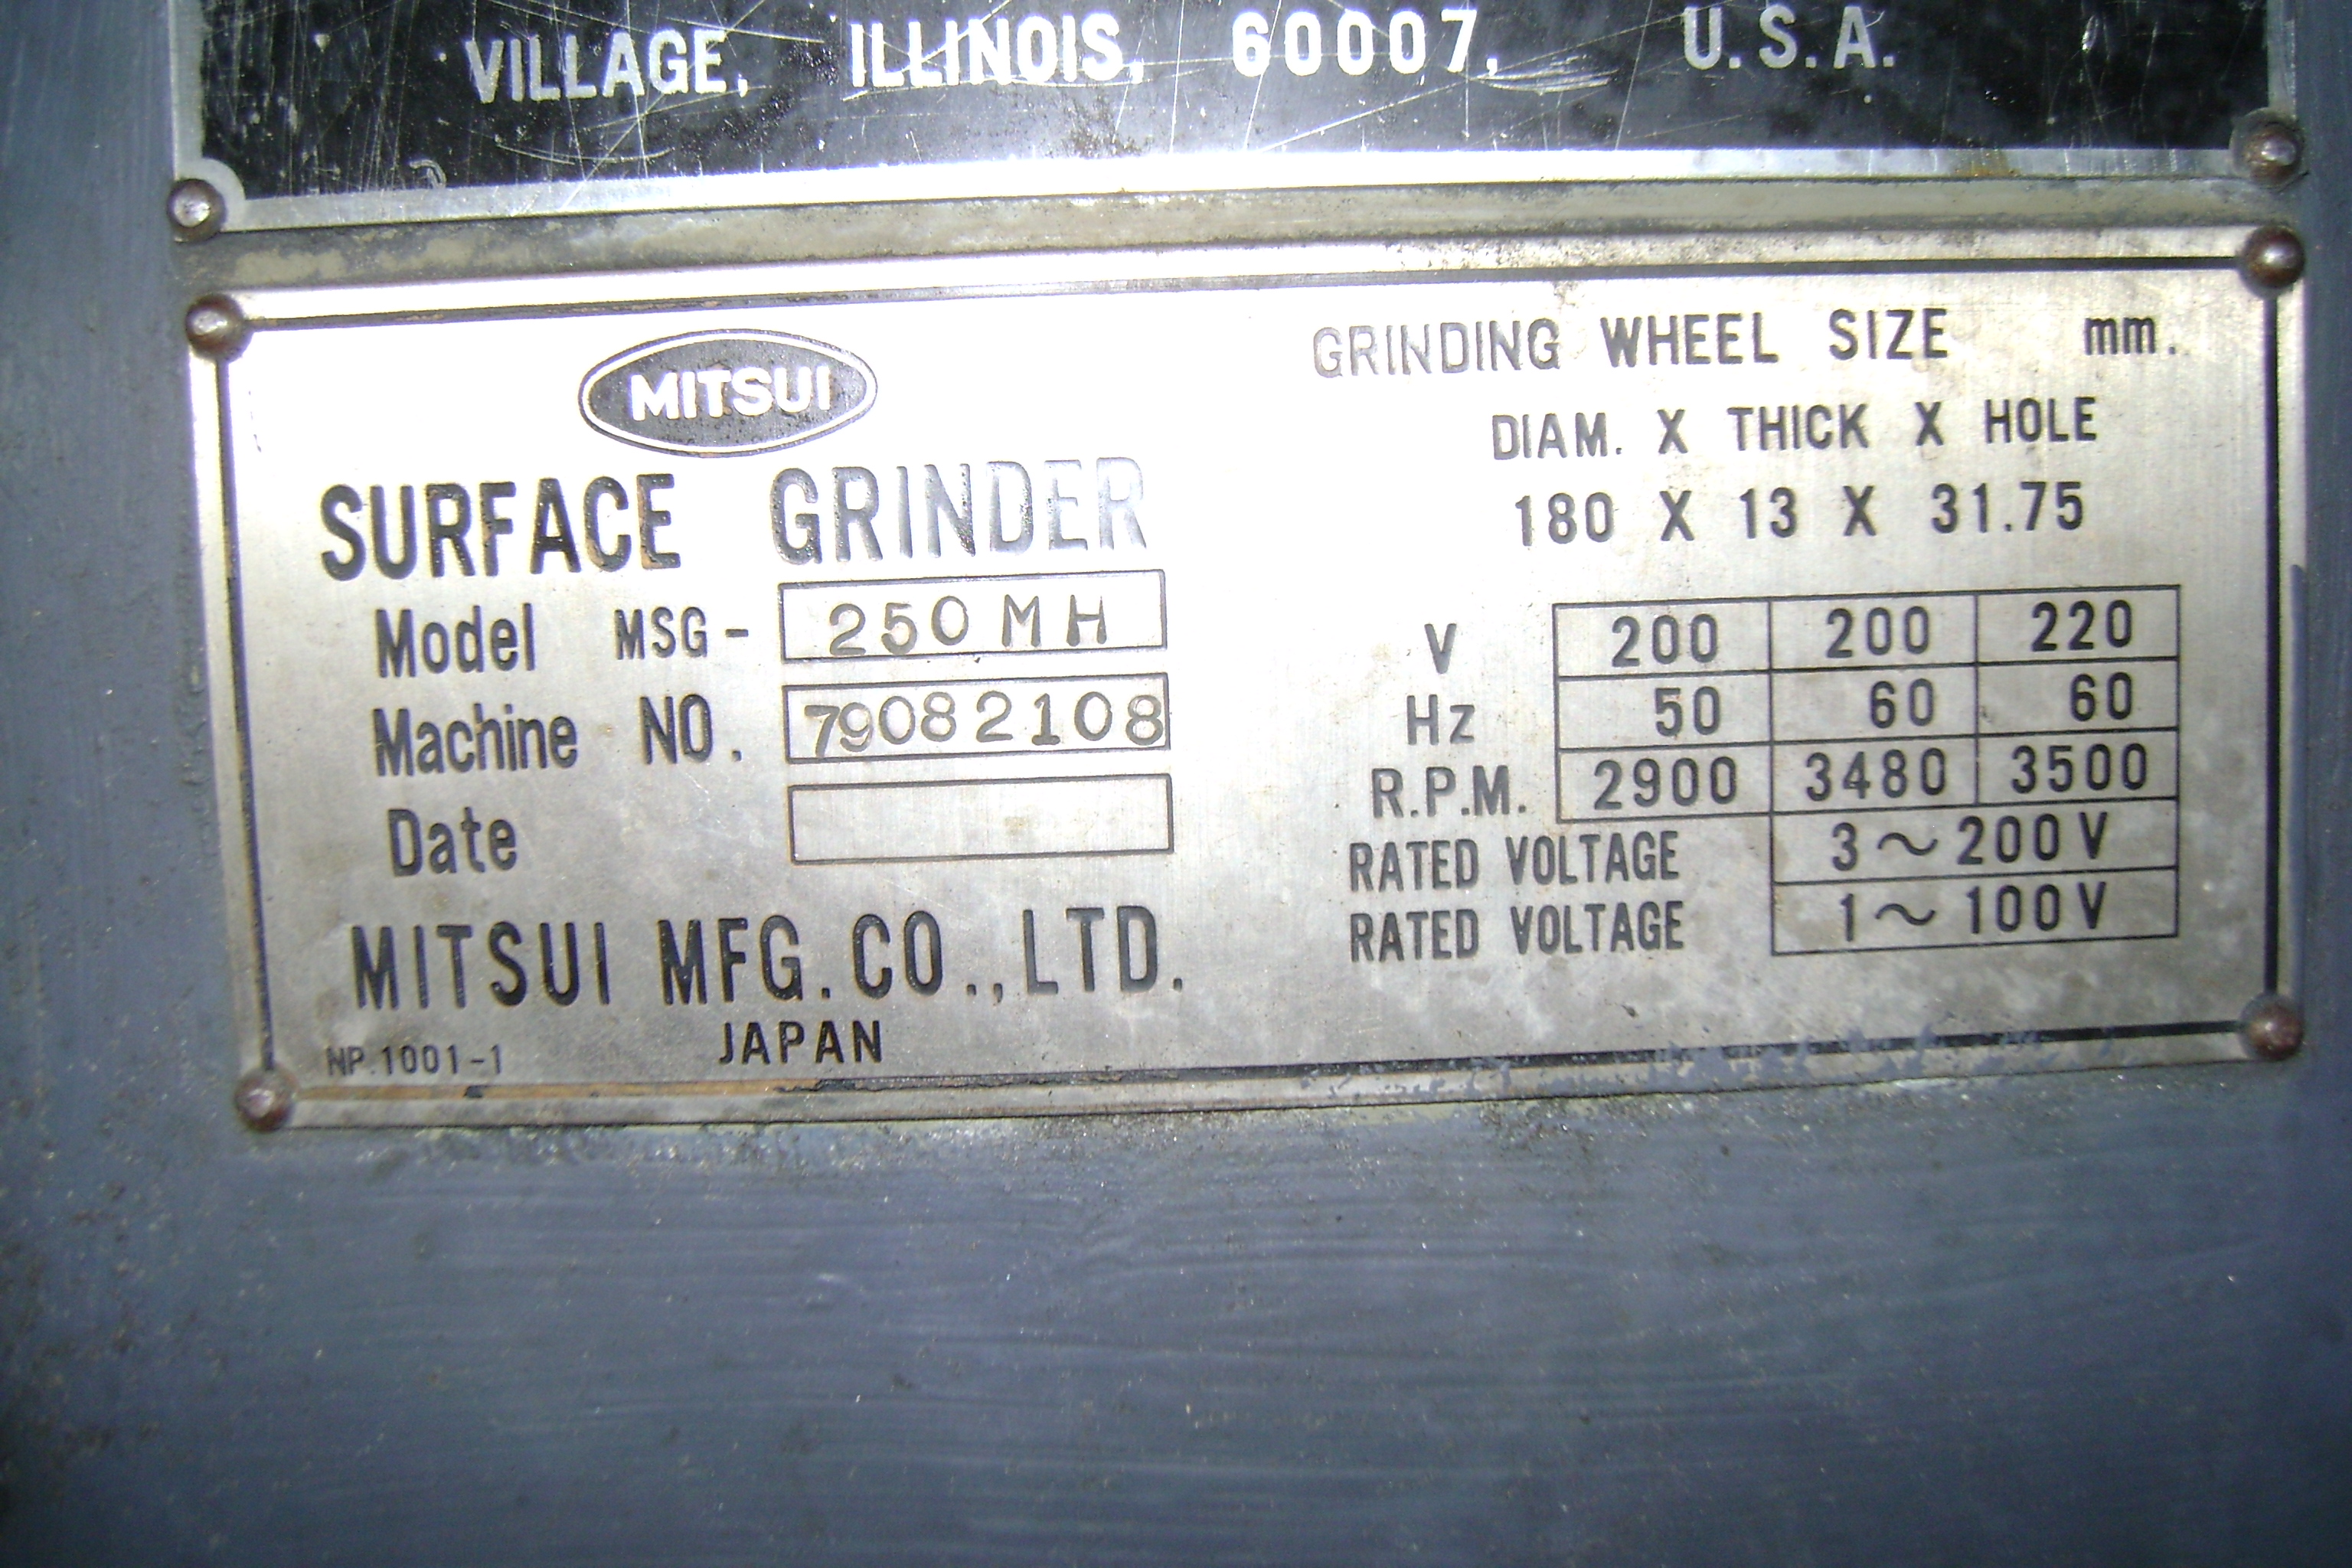 VILLAGE, ILLINOIS, 60007, U.S.A.
MITSUI
SURFACE GRINDER
Model MSG- 250MH
Machine NO. 79082108
Date
MITSUI MFG.CO.,LTD.
JAPAN
NP.1001-1
GRINDING WHEEL SIZE mm.
DIAM. X THICK X HOLE
180 X 13 X 31.75
V 200 200 220
Hz 50 60 60
R.P.M. 2900 3480 3500
RATED VOLTAGE 3~200V
RATED VOLTAGE 1~100V